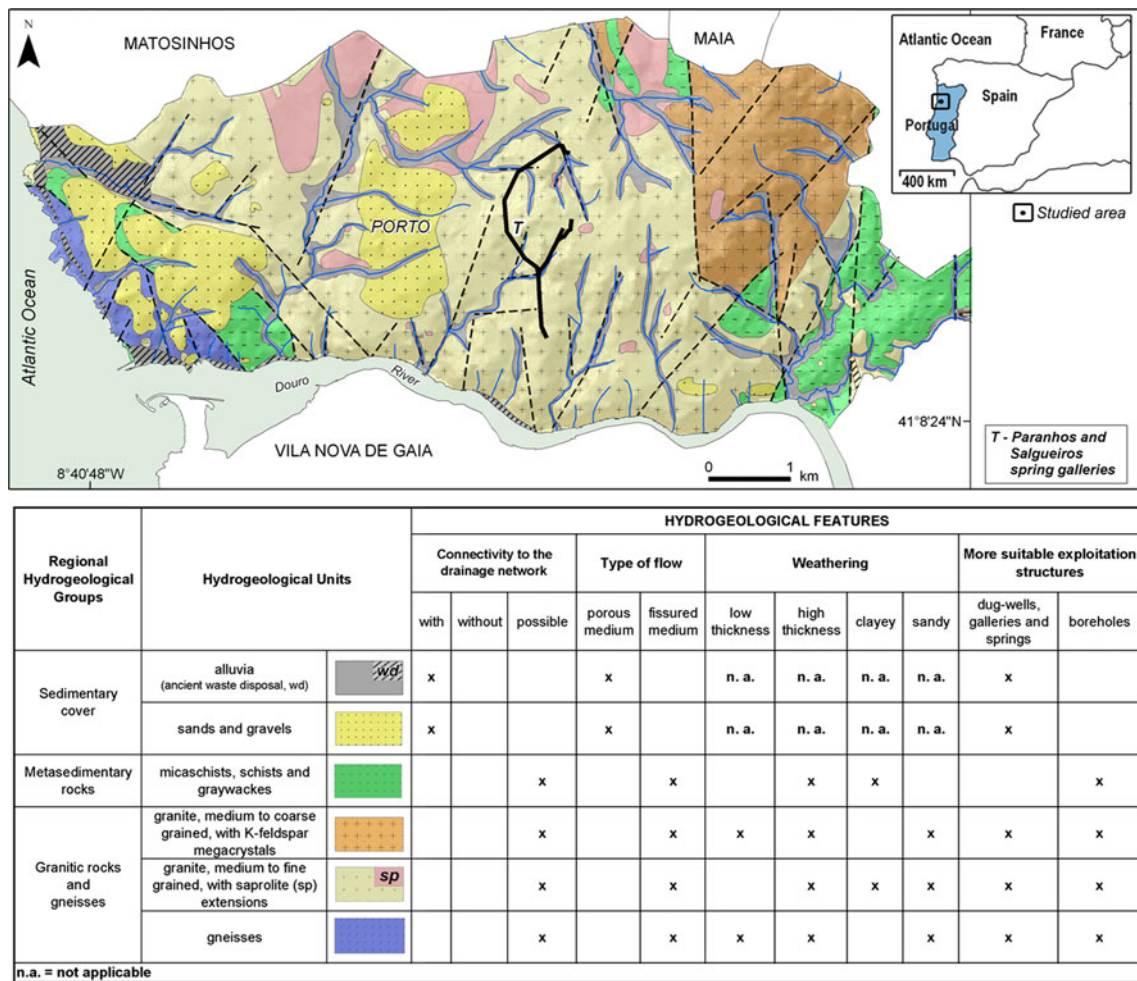 N
MATOSINHOS
MAIA
Atlantic Ocean
France
Spain
Portugal
400 km
Studied area
PORTO
T
Atlantic Ocean
Douro
River
41°8'24"N
VILA NOVA DE GAIA
T - Paranhos and
Salgueiros
spring galleries
8°40'48"W
0 1
km
HYDROGEOLOGICAL FEATURES
Regional
Hydrogeological
Groups
Hydrogeological Units
Connectivity to the
drainage network
Type of flow
Weathering
More suitable exploitation
structures
with
without
possible
porous
medium
fissured
medium
low
thickness
high
thickness
clayey
sandy
dug-wells,
galleries and
springs
boreholes
Sedimentary
cover
alluvia
(ancient waste disposal, wd)
wd
x x n. a. n. a. n. a. n. a. x
sands and gravels
x x n. a. n. a. n. a. n. a. x
Metasedimentary
rocks
micaschists, schists and
graywackes
x x x x x
Granitic rocks
and
gneisses
granite, medium to coarse
grained, with K-feldspar
megacrystals
x x x x x x x
granite, medium to fine
grained, with saprolite (sp)
extensions
sp
x x x x x x x
gneisses
x x x x x x x
n.a. = not applicable